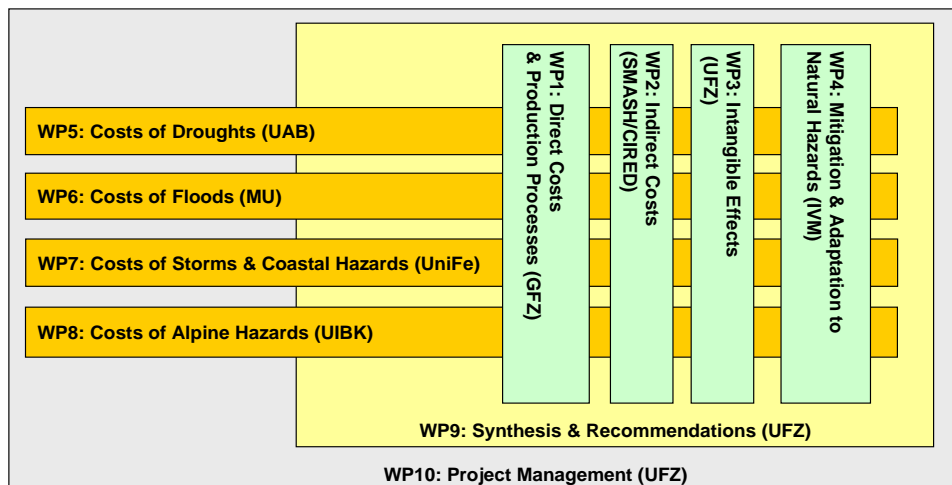 WP1: Direct Costs
& Production Processes (GFZ)
WP2: Indirect Costs
(SMASH/CIRED)
WP3: Intangible Effects
(UFZ)
WP4: Mitigation & Adaptation to
Natural Hazards (IVM)
WP5: Costs of Droughts (UAB)
WP6: Costs of Floods (MU)
WP7: Costs of Storms & Coastal Hazards (UniFe)
WP8: Costs of Alpine Hazards (UIBK)
WP9: Synthesis & Recommendations (UFZ)
WP10: Project Management (UFZ)